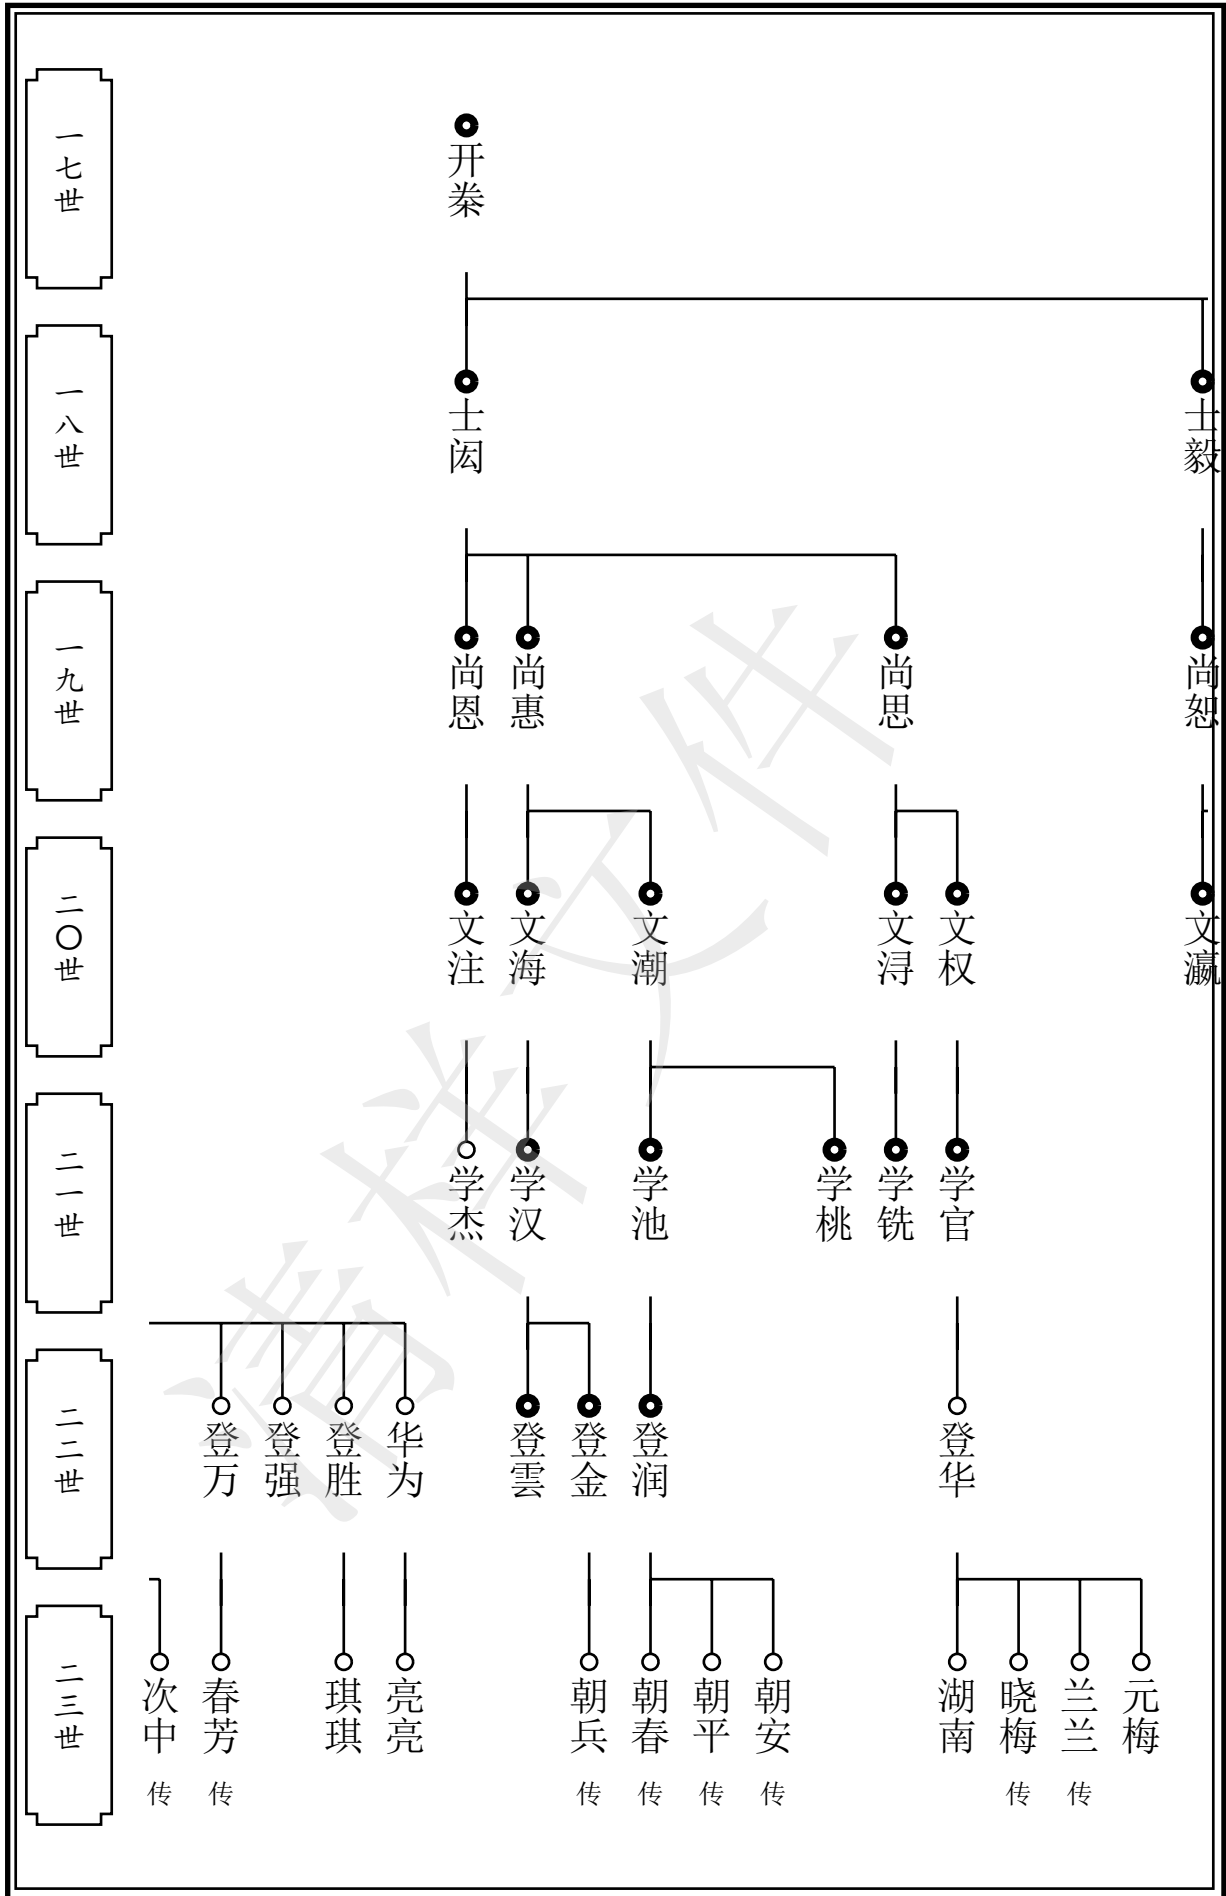 一七世
开桊
一八世
士闳
士毅
一九世
尚恩
尚惠
尚思
尚恕
二〇世
文注
文海
文潮
文浔
文权
文瀛
二一世
学杰
学汉
学池
学桃
学铣
学官
二二世
登万
登强
登胜
华为
登雲
登金
登润
登华
二三世
次中 传
春芳 传
琪琪
亮亮
朝兵 传
朝春 传
朝平 传
朝安 传
湖南
晓梅 传
兰兰 传
元梅
清样文件